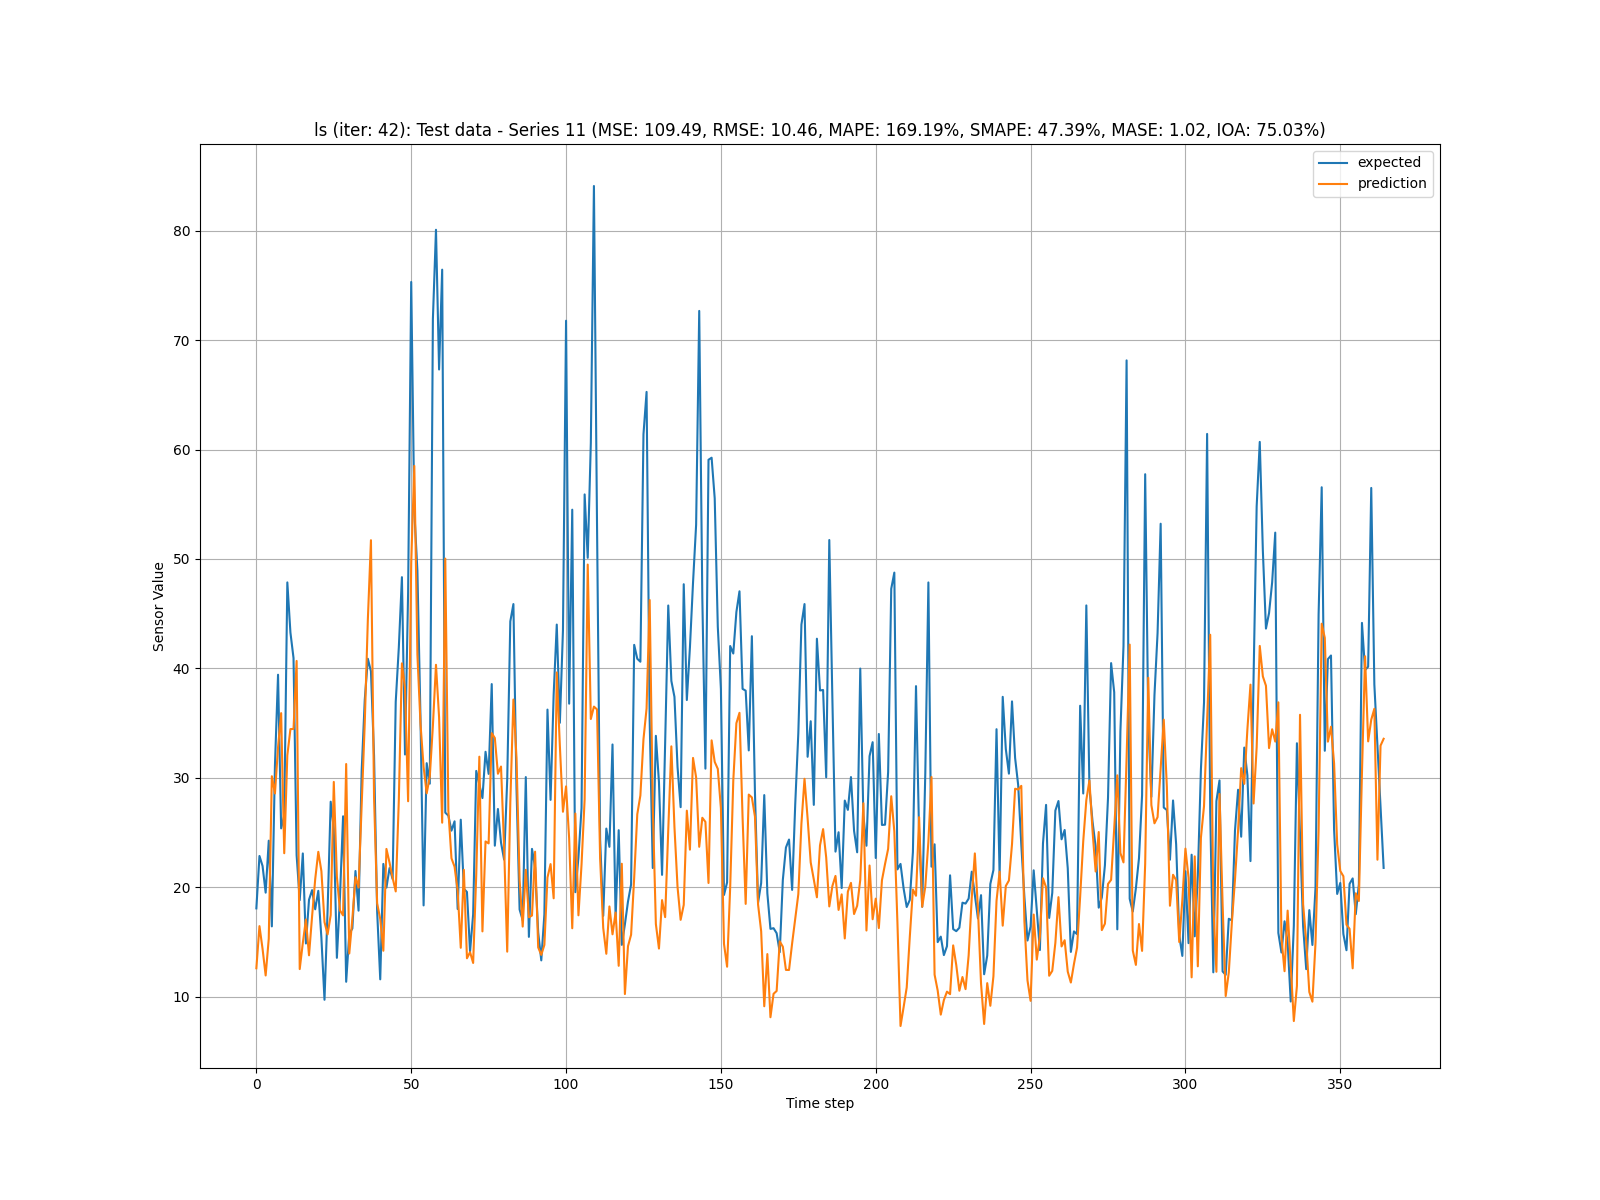 ls (iter: 42): Test data - Series 11 (MSE: 109.49, RMSE: 10.46, MAPE: 169.19%, SMAPE: 47.39%, MASE: 1.02, IOA: 75.03%)
expected
prediction
80
70
60
50
40
30
20
10
Sensor Value
0 50 100 150 200 250 300 350
Time step